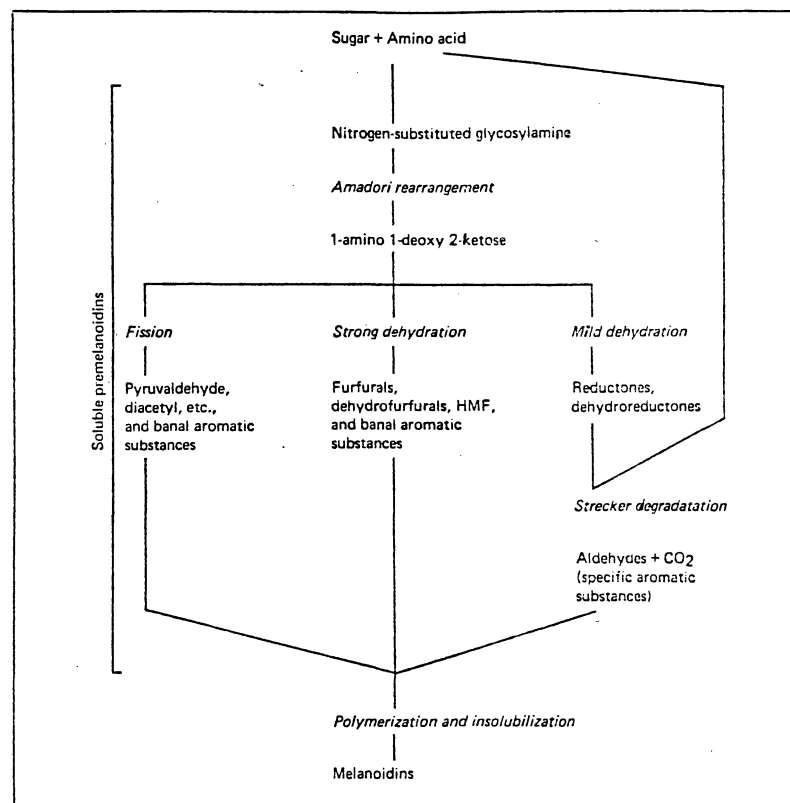 Sugar + Amino acid
Nitrogen-substituted glycosylamine
Amadori rearrangement
1-amino 1-deoxy 2-ketose
Soluble premelanoidins
Fission
Strong dehydration
Mild dehydration
Pyruvaldehyde,
diacetyl, etc.,
and banal aromatic
substances
Furfurals,
dehydrofurfurals, HMF,
and banal aromatic
substances
Reductones,
dehydroreductones
Strecker degradatation
Aldehydes + CO2
(specific aromatic
substances)
Polymerization and insolubilization
Melanoidins